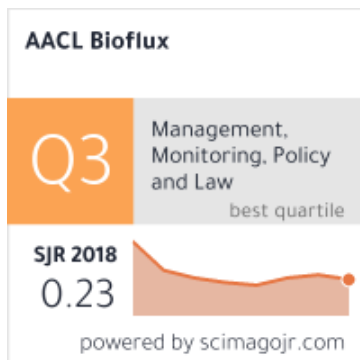 AACL Bioflux
Q3
Management,
Monitoring, Policy
and Law
best quartile
SJR 2018
0.23
powered by scimagojr.com